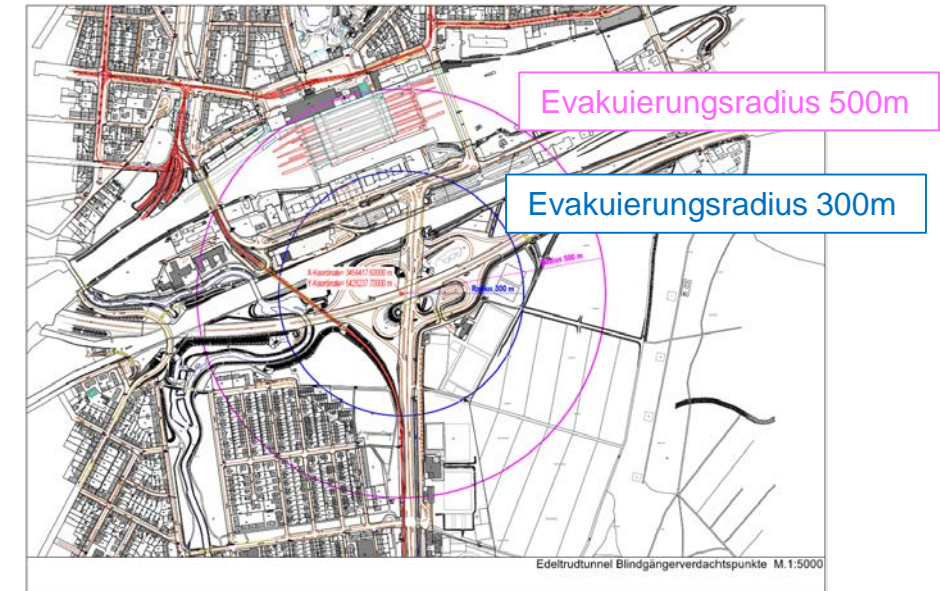 Evakuierungsradius 500m
Evakuierungsradius 300m
Radius 500 m
Radius 300 m
Edeltrudtunnel Blindgängerverdachtspunkte M.1:5000